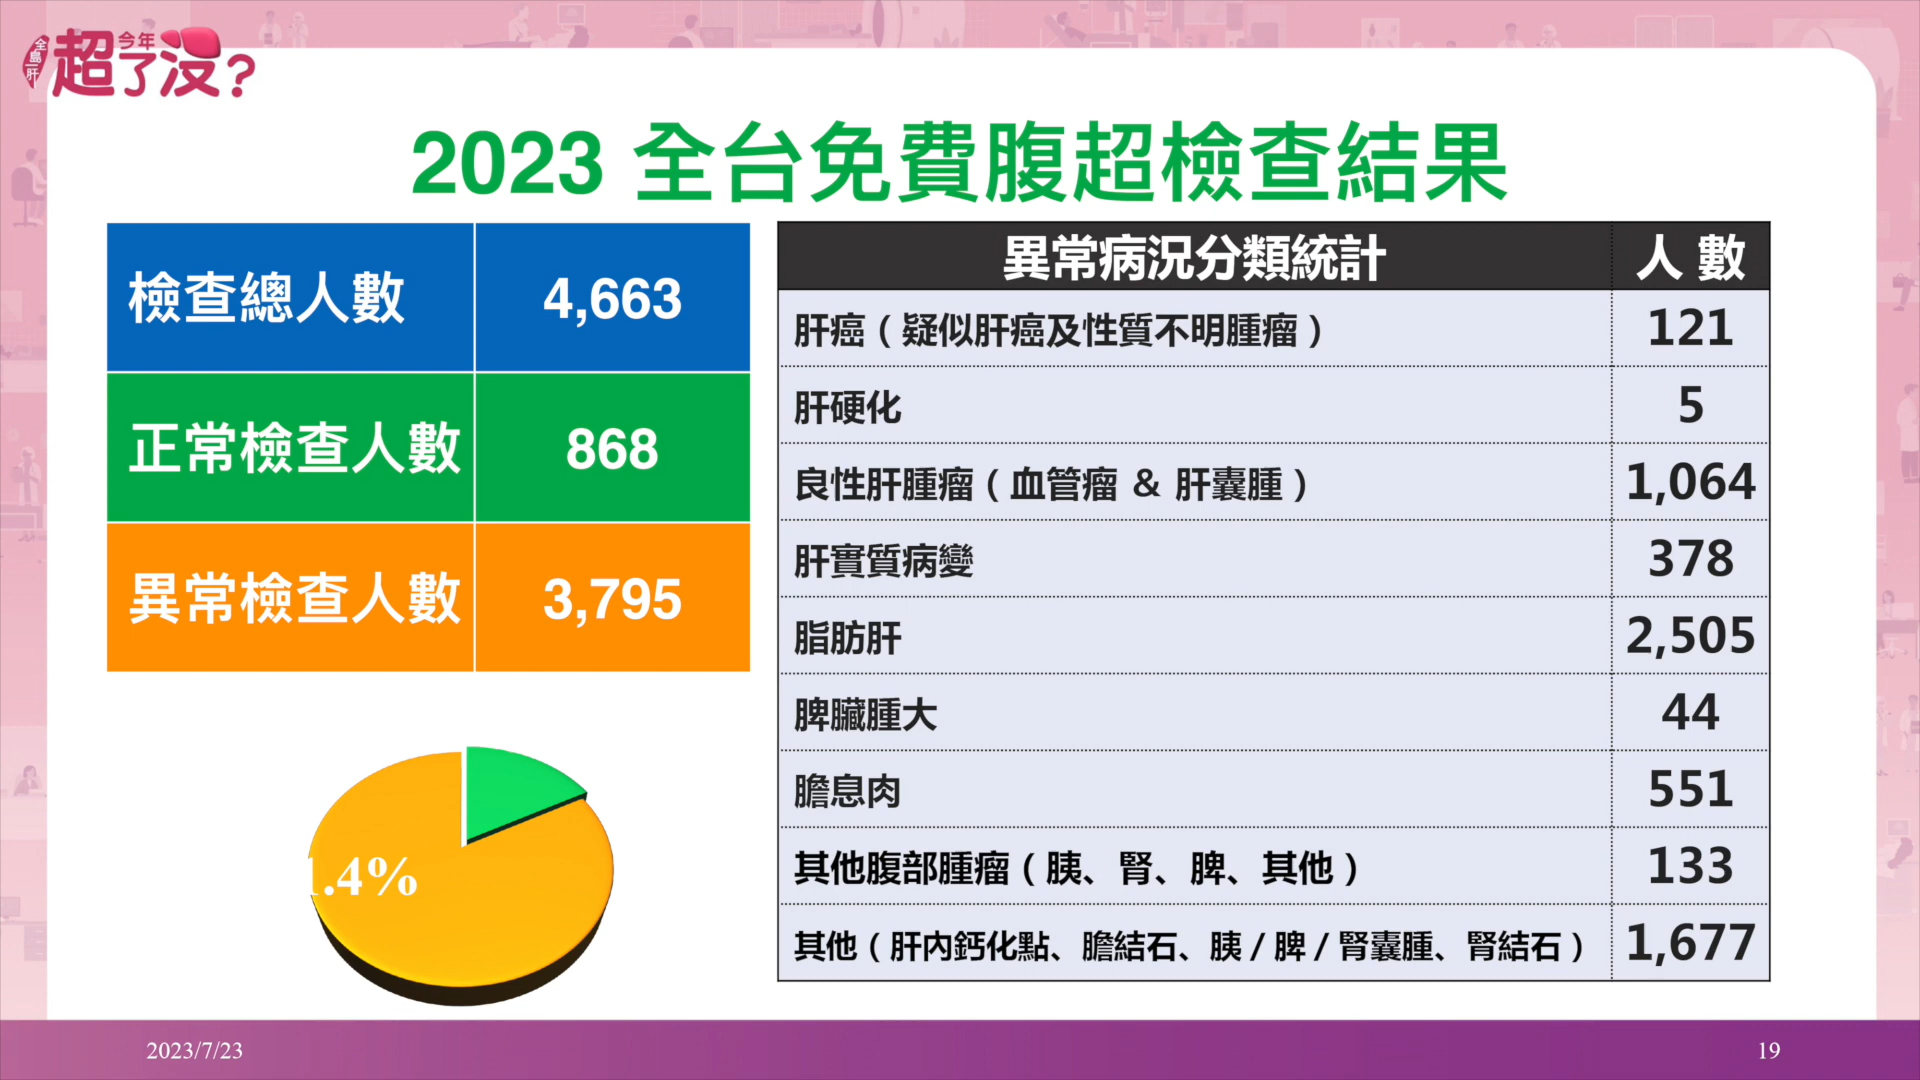 全島一肝
今年
超了沒?
2023 全台免費腹超檢查結果
檢查總人數 4,663
正常檢查人數 868
異常檢查人數 3,795
.4%
異常病況分類統計 人 數
肝癌（疑似肝癌及性質不明腫瘤） 121
肝硬化 5
良性肝腫瘤（血管瘤 & 肝囊腫） 1,064
肝實質病變 378
脂肪肝 2,505
脾臟腫大 44
膽息肉 551
其他腹部腫瘤（胰、腎、脾、其他） 133
其他（肝內鈣化點、膽結石、胰/脾/腎囊腫、腎結石） 1,677
2023/7/23
19